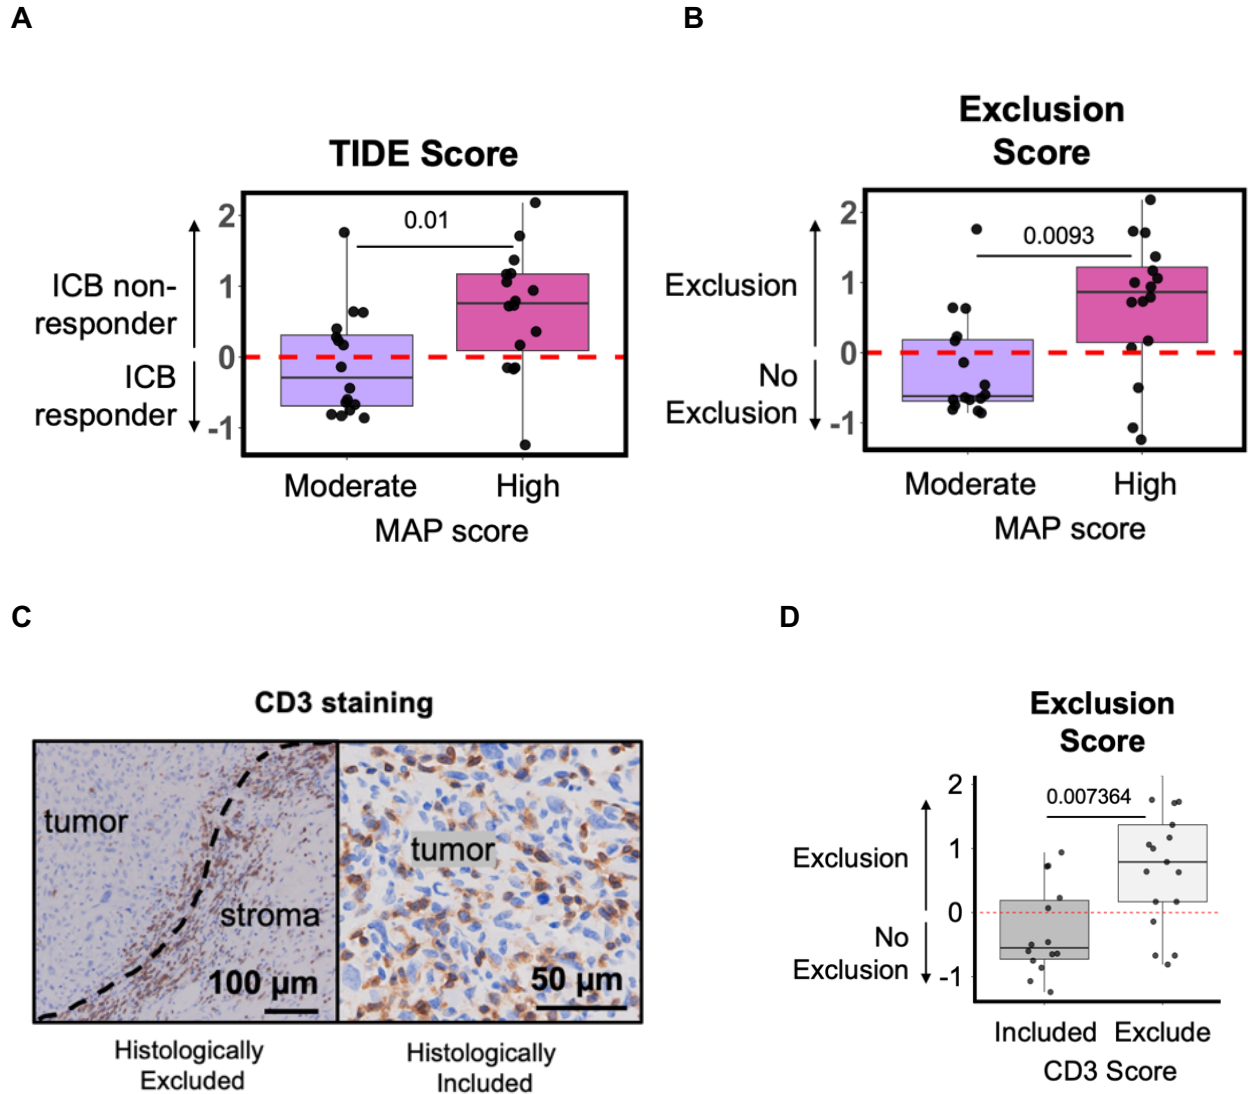 A
B
TIDE Score
2
1
0
-1
0.01
ICB non-
responder
ICB
responder
Moderate
High
MAP score
Exclusion
Score
2
1
0
-1
0.0093
Exclusion
No
Exclusion
Moderate
High
MAP score
C
D
CD3 staining
tumor
stroma
100 µm
tumor
50 µm
Histologically
Excluded
Histologically
Included
Exclusion
Score
2
1
0
-1
0.007364
Exclusion
No
Exclusion
Included
Exclude
CD3 Score